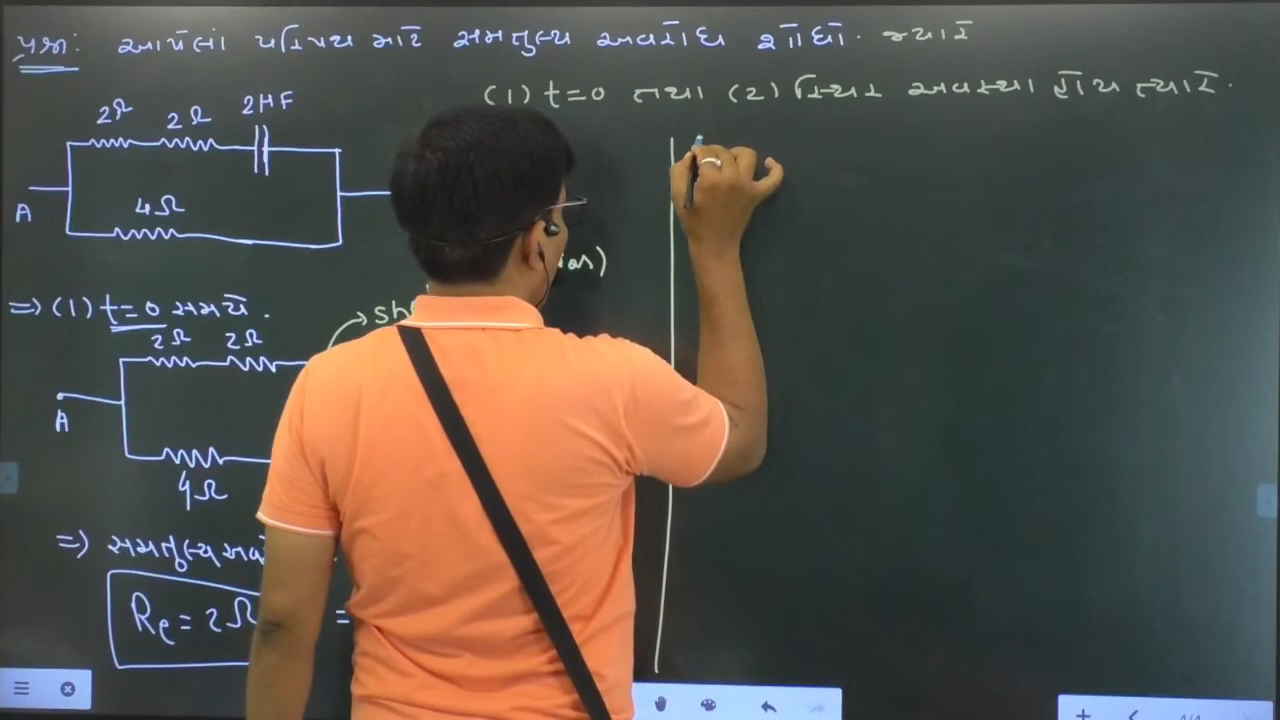 પ્રશ્ન: આપેલા પરિપથ માટે સમતુલ્ય અવરોધ શોધો. જ્યારે
(1) t=0 તથા (2) સ્થિર અવસ્થા હોય ત્યારે.
2Ω 2Ω 2μF
A
4Ω
⇒ (1) t=0 સમયે.
2Ω 2Ω
A
4Ω
⇒ સમતુલ્ય
Re = 2Ω =